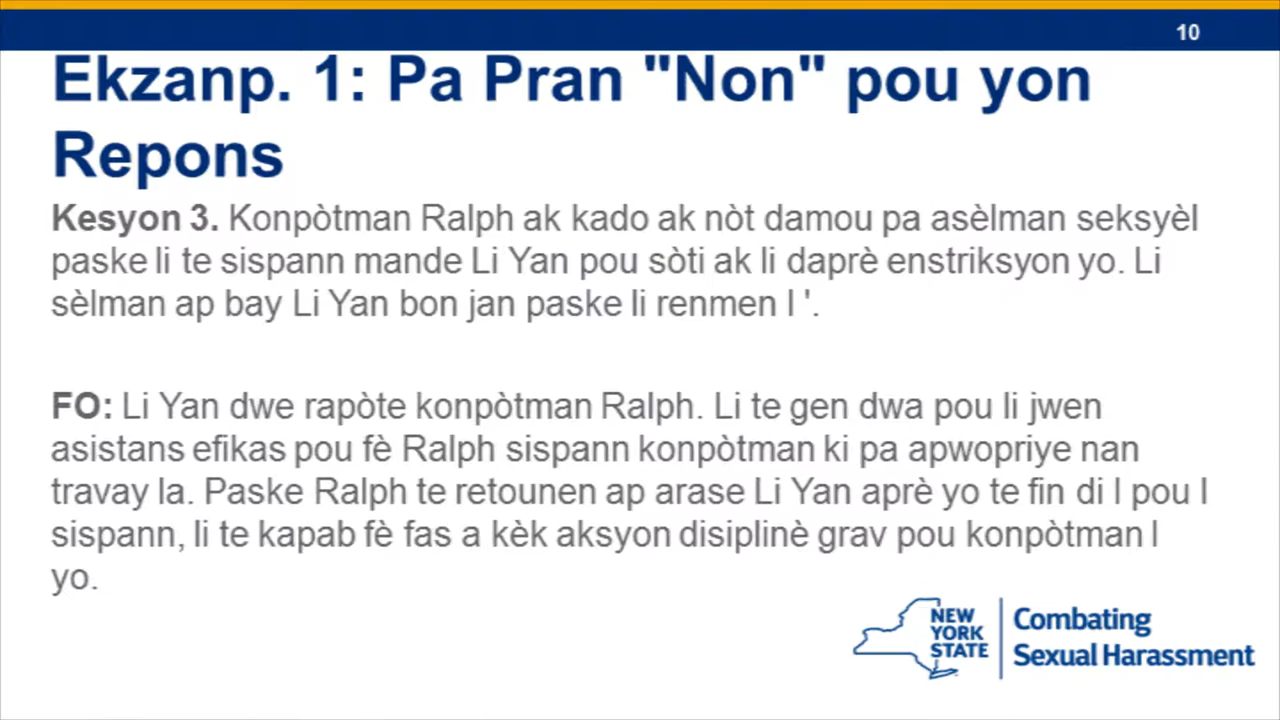 10
Ekzanp. 1: Pa Pran "Non" pou yon
Repons
Kesyon 3. Konpòtman Ralph ak kado ak nòt damou pa asèlman seksyèl
paske li te sispann mande Li Yan pou sòti ak li daprè enstriksyon yo. Li
sèlman ap bay Li Yan bon jan paske li renmen l '.
FO: Li Yan dwe rapòte konpòtman Ralph. Li te gen dwa pou li jwen
asistans efikas pou fè Ralph sispann konpòtman ki pa apwopriye nan
travay la. Paske Ralph te retounen ap arase Li Yan aprè yo te fin di l pou l
sispann, li te kapab fè fas a kèk aksyon disiplinè grav pou konpòtman l
yo.
NEW
YORK
STATE
Combating
Sexual Harassment